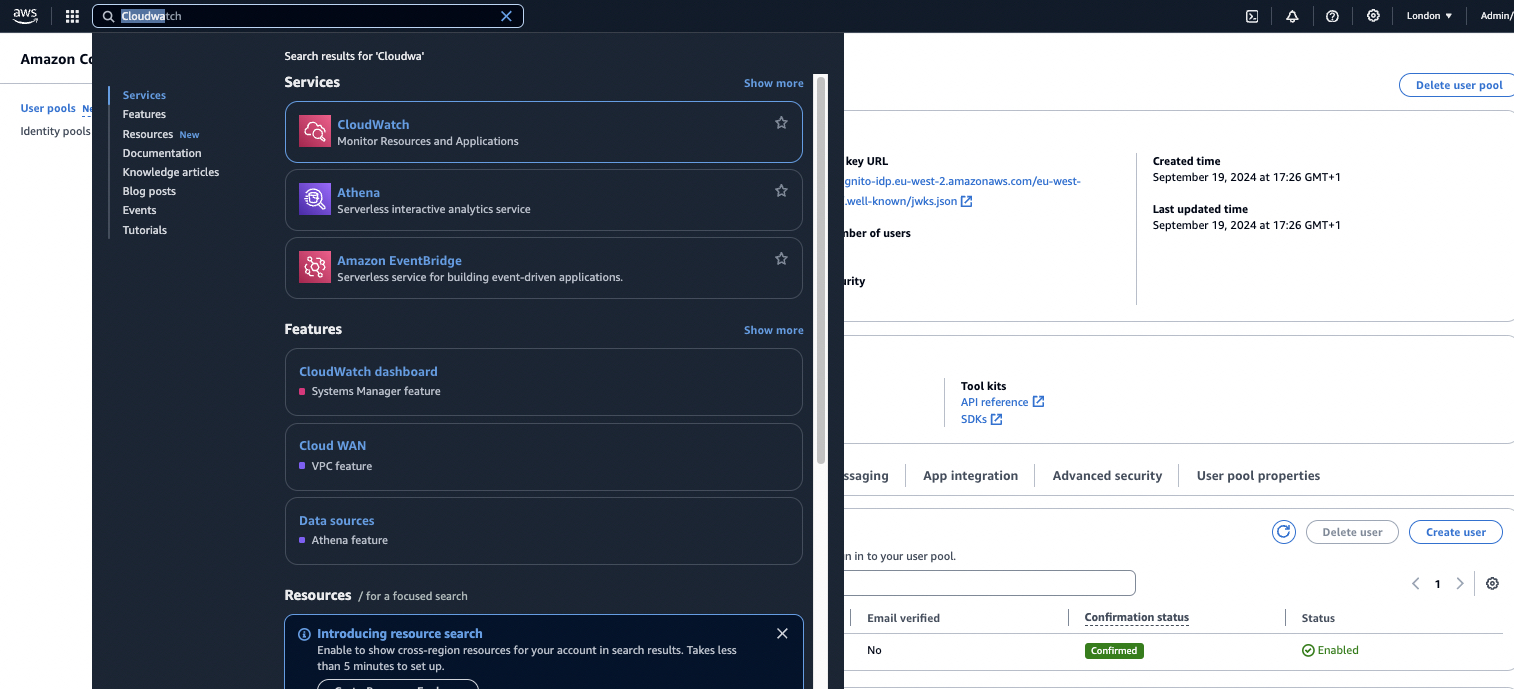 aws
Cloudwatch
London
Admin/
Amazon Co
User pools Ne
Identity pools
Services
Features
Resources New
Documentation
Knowledge articles
Blog posts
Events
Tutorials
Search results for 'Cloudwa'
Services Show more
CloudWatch
Monitor Resources and Applications
Athena
Serverless interactive analytics service
Amazon EventBridge
Serverless service for building event-driven applications.
Features Show more
CloudWatch dashboard
Systems Manager feature
Cloud WAN
VPC feature
Data sources
Athena feature
Resources / for a focused search
Introducing resource search
Enable to show cross-region resources for your account in search results. Takes less
than 5 minutes to set up.
Delete user pool
key URL
gnito-idp.eu-west-2.amazonaws.com/eu-west-
.well-known/jwks.json
mber of users
urity
Created time
September 19, 2024 at 17:26 GMT+1
Last updated time
September 19, 2024 at 17:26 GMT+1
Tool kits
API reference
SDKs
ssaging App integration Advanced security User pool properties
Delete user Create user
n in to your user pool.
1
Email verified Confirmation status Status
No Confirmed Enabled